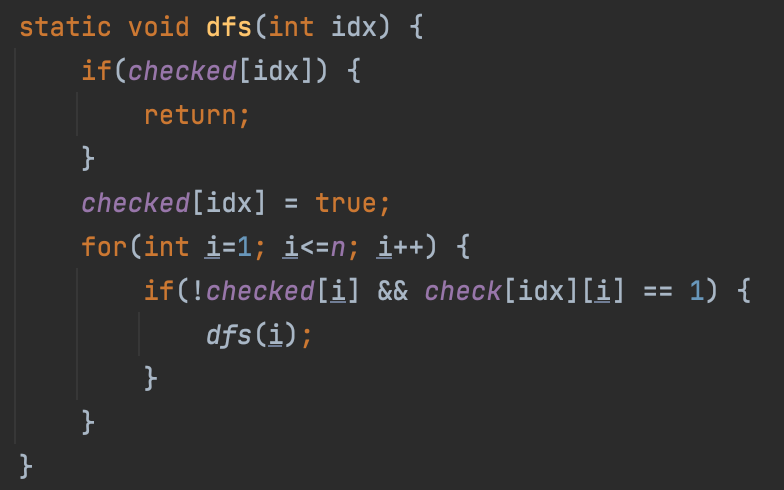 static void dfs(int idx) {
    if(checked[idx]) {
        return;
    }
    checked[idx] = true;
    for(int i=1; i<=n; i++) {
        if(!checked[i] && check[idx][i] == 1) {
            dfs(i);
        }
    }
}